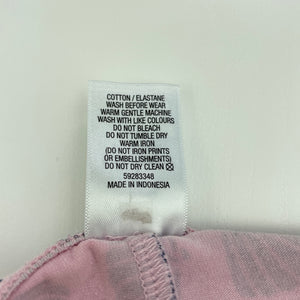 COTTON / ELASTANE
WASH BEFORE WEAR
WARM GENTLE MACHINE
WASH WITH LIKE COLOURS
DO NOT BLEACH
DO NOT TUMBLE DRY
WARM IRON
(DO NOT IRON PRINTS
OR EMBELLISHMENTS)
DO NOT DRY CLEAN
59283348
MADE IN INDONESIA